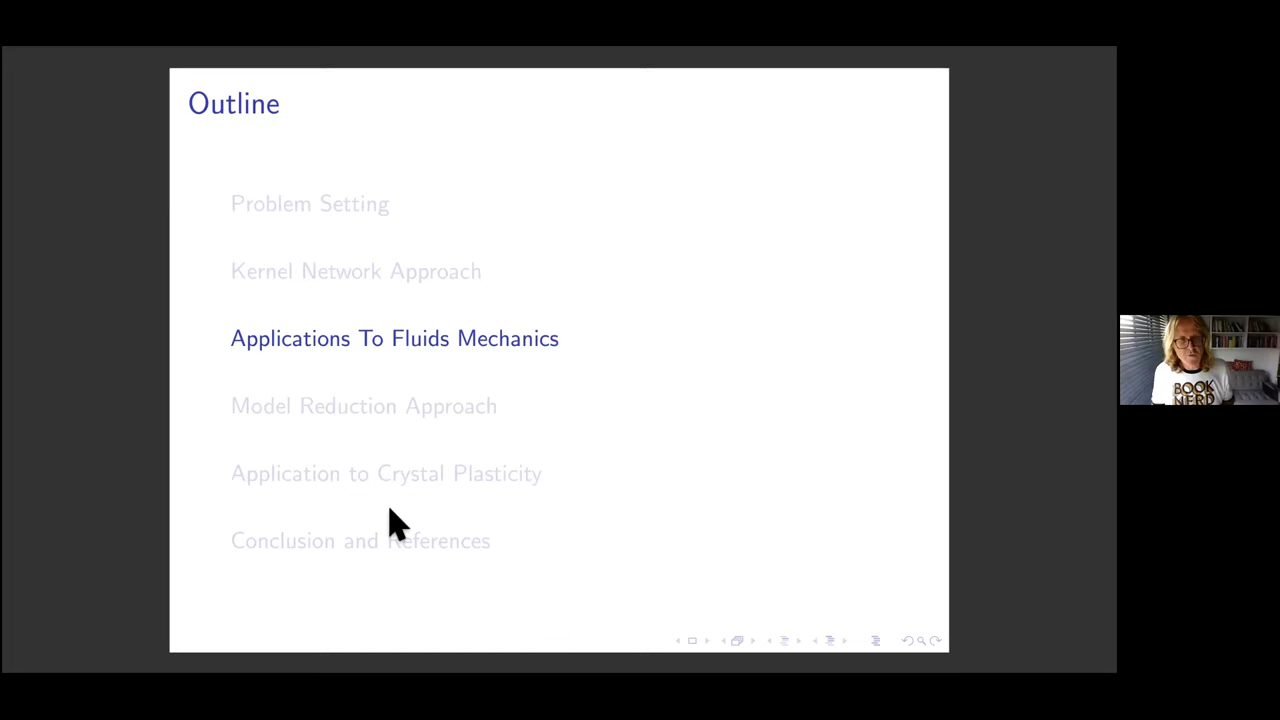 Outline
Problem Setting
Kernel Network Approach
Applications To Fluids Mechanics
Model Reduction Approach
Application to Crystal Plasticity
Conclusion and References
BOOK
NERD